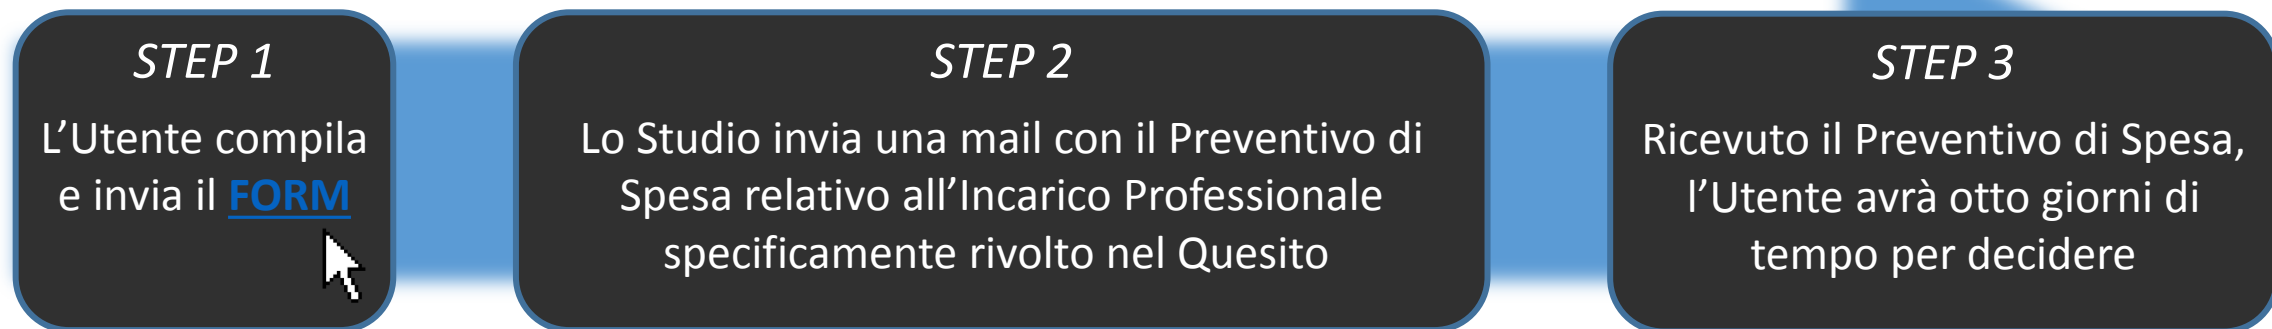 STEP 1
L’Utente compila
e invia il FORM
STEP 2
Lo Studio invia una mail con il Preventivo di
Spesa relativo all’Incarico Professionale
specificamente rivolto nel Quesito
STEP 3
Ricevuto il Preventivo di Spesa,
l’Utente avrà otto giorni di
tempo per decidere